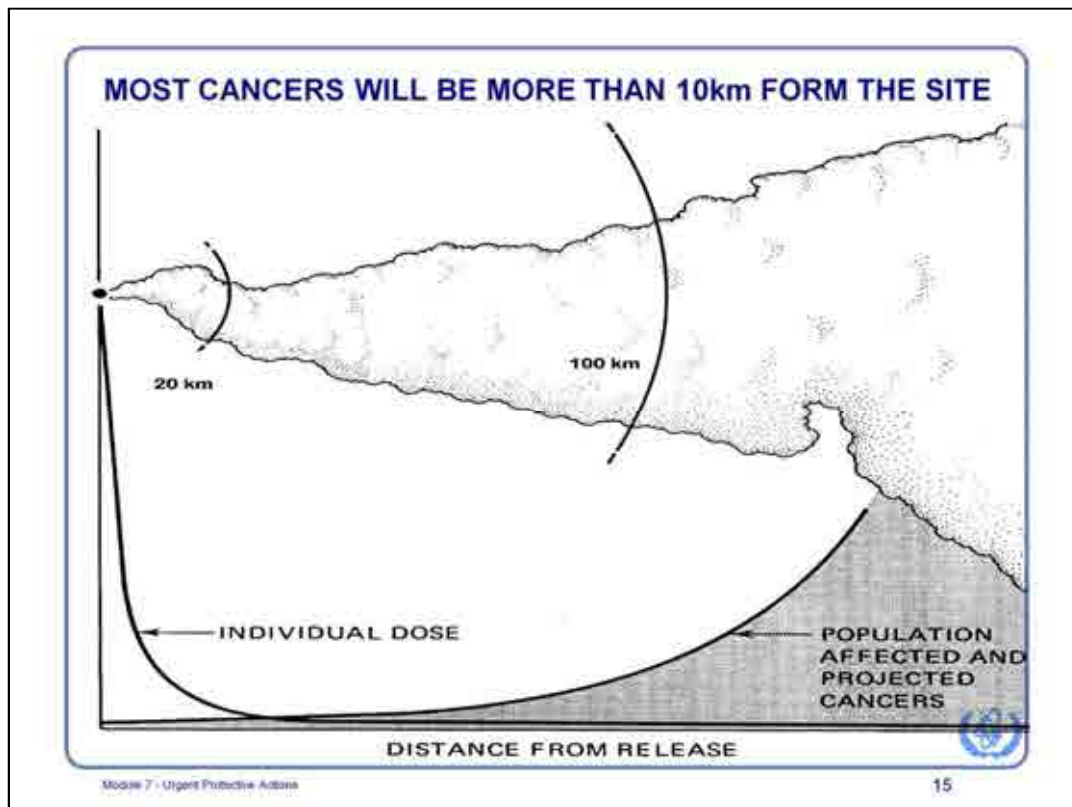 MOST CANCERS WILL BE MORE THAN 10km FORM THE SITE
20 km
100 km
INDIVIDUAL DOSE
POPULATION
AFFECTED AND
PROJECTED
CANCERS
DISTANCE FROM RELEASE
Module 7 - Urgent Protective Actions
15